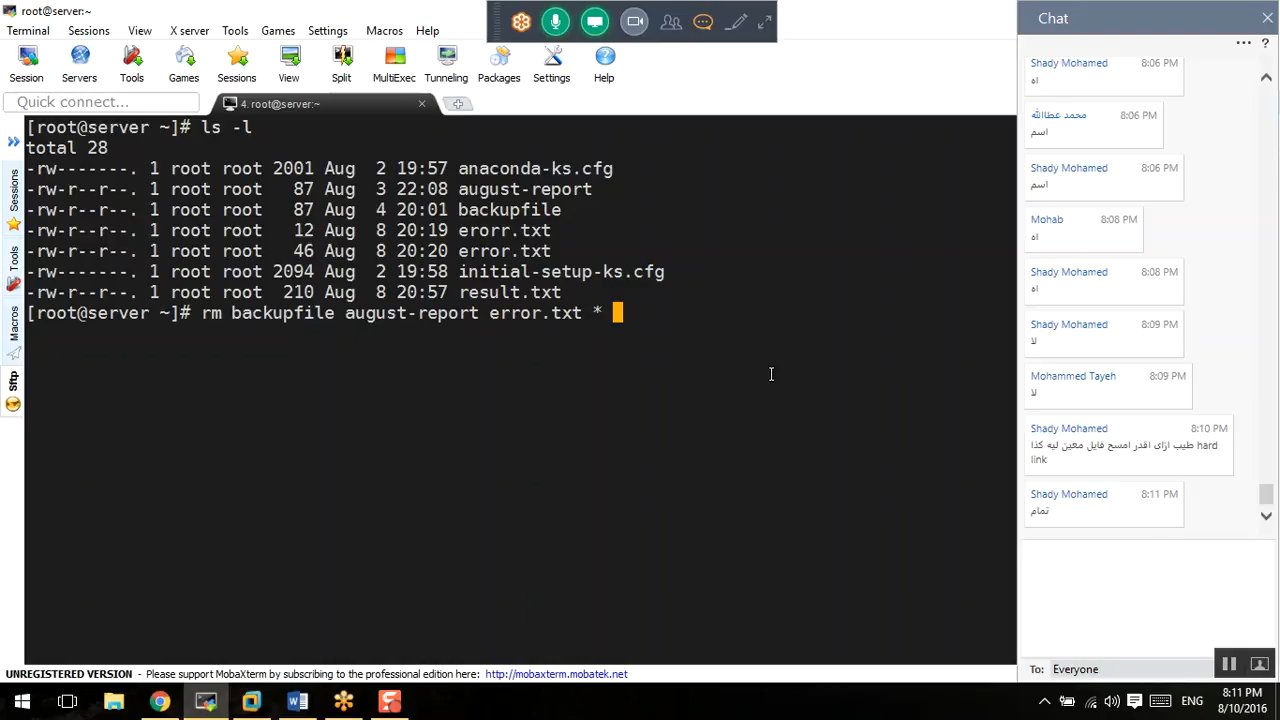 root@server:~
Terminal Sessions View X server Tools Games Settings Macros Help
Session Servers Tools Games Sessions View Split MultiExec Tunneling Packages Settings Help
Quick connect...
4. root@server:~
Sessions
Tools
Macros
Sftp
[root@server ~]# ls -l
total 28
-rw-------. 1 root root 2001 Aug 2 19:57 anaconda-ks.cfg
-rw-r--r--. 1 root root 87 Aug 3 22:08 august-report
-rw-r--r--. 1 root root 87 Aug 4 20:01 backupfile
-rw-r--r--. 1 root root 12 Aug 8 20:19 erorr.txt
-rw-r--r--. 1 root root 46 Aug 8 20:20 error.txt
-rw-r--r--. 1 root root 2094 Aug 2 19:58 initial-setup-ks.cfg
-rw-r--r--. 1 root root 210 Aug 8 20:57 result.txt
[root@server ~]# rm backupfile august-report error.txt *
Chat
Shady Mohamed 8:06 PM
اه
محمد عطاالله 8:06 PM
اسم
Shady Mohamed 8:06 PM
اسم
Mohab 8:08 PM
اه
Shady Mohamed 8:08 PM
اه
Shady Mohamed 8:09 PM
لا
Mohammed Tayeh 8:09 PM
لا
Shady Mohamed 8:10 PM
طيب ازاى اقدر امسح فايل معين ليه كذا hard
link
Shady Mohamed 8:11 PM
تمام
To: Everyone
UNREGISTERED VERSION - Please support MobaXterm by subscribing to the professional edition here: http://mobaxterm.mobatek.net
ENG
8:11 PM
8/10/2016